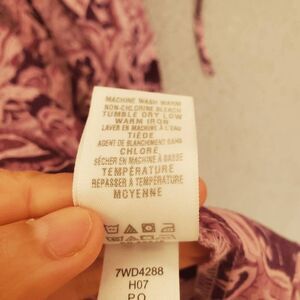 MACHINE WASH WARM
NON-CHLORINE BLEACH
TUMBLE DRY LOW
WARM IRON
LAVER EN MACHINE À L'EAU
TIÈDE
AGENT DE BLANCHIMENT SANS
CHLORE
SÉCHER EN MACHINE À BASSE
TEMPÉRATURE
REPASSER À TEMPÉRATURE
MOYENNE
7WD4288
H07
P.O.